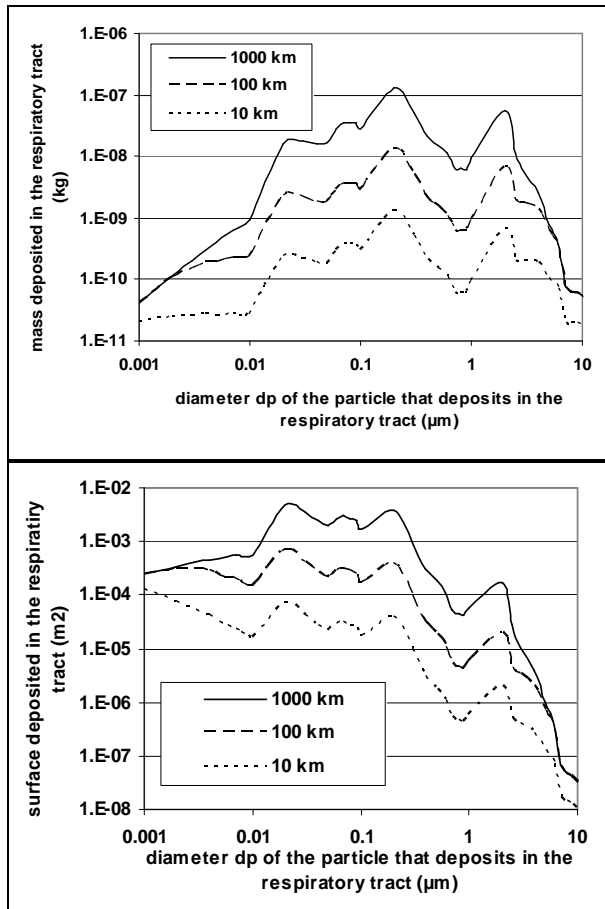 1.E-06
1.E-07
1.E-08
1.E-09
1.E-10
1.E-11
mass deposited in the respiratory tract
(kg)
1000 km
100 km
10 km
0.001 0.01 0.1 1 10
diameter dp of the particle that deposits in the
respiratory tract (µm)
1.E-02
1.E-03
1.E-04
1.E-05
1.E-06
1.E-07
1.E-08
surface deposited in the respiratiry
tract (m2)
1000 km
100 km
10 km
0.001 0.01 0.1 1 10
diameter dp of the particle that deposits in the
respiratory tract (µm)